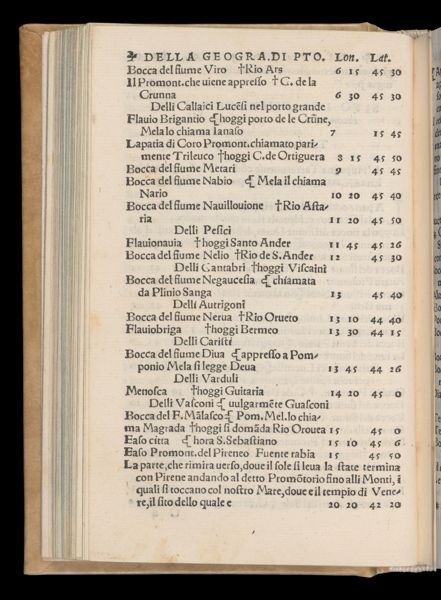 DELLA GEOGRA. DI PTO. Lon. Lat.
Bocca del fiume Viro †Rio Ars 6 15 45 30
Il Promont. che uiene appresso † C. de la
Crunna 6 30 45 30
Delli Callaici Lucẽsi nel porto grande
Flauio Brigantio hoggi porto de le Crũne,
Mela lo chiama Ianaso 7 15 45
Lapatia di Coro Promont. chiamato pari-
mente Trileuco †hoggi C. de Ortiguera 8 15 45 50
Bocca del fiume Metari 9 45 45
Bocca del fiume Nabio Mela il chiama
Nario 10 20 45 40
Bocca del fiume Nauillouione †Rio Asta-
ria 11 20 45 50
Delli Pesici
Flauionauia †hoggi Santo Ander 11 45 45 26
Bocca del fiume Nelio †Rio de S. Ander 12 45 30
Delli Cantabri †hoggi Viscaini
Bocca del fiume Negaucesia chiamata
da Plinio Sanga 13 45 40
Delli Autrigoni
Bocca del fiume Nerua †Rio Orueto 13 10 44 40
Flauiobriga †hoggi Bermeo 13 30 44 15
Delli Caristi
Bocca del fiume Diua appresso a Pom-
ponio Mela si legge Deua 13 45 44 26
Delli Varduli
Menosca †hoggi Guitaria 14 20 45 0
Delli Vasconi uulgarmẽte Guasconi
Bocca del F. Mãlasco Pom. Mel. lo chia-
ma Magrada †hoggi si domãda Rio Orouea 15 45 0
Easo citta hora S. Sebastiano 15 10 45 6
Easo Promont. del Pireneo Fuente rabia 15 45 50
La parte, che rimira uerso, doue il sole si leua la state termina
con Pirene andando al detto Promõtorio fino alli Monti, i
quali si toccano col nostro Mare, doue e il tempio di Vene-
re, il sito dello quale e 20 20 42 20